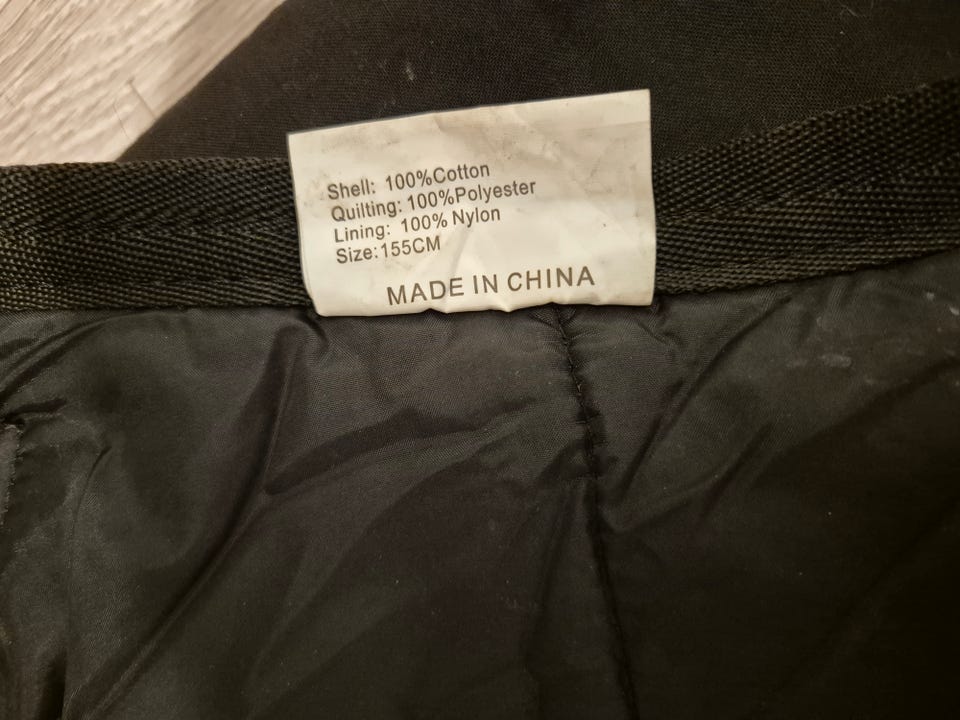 Shell: 100%Cotton
Quilting: 100%Polyester
Lining: 100% Nylon
Size:155CM
MADE IN CHINA